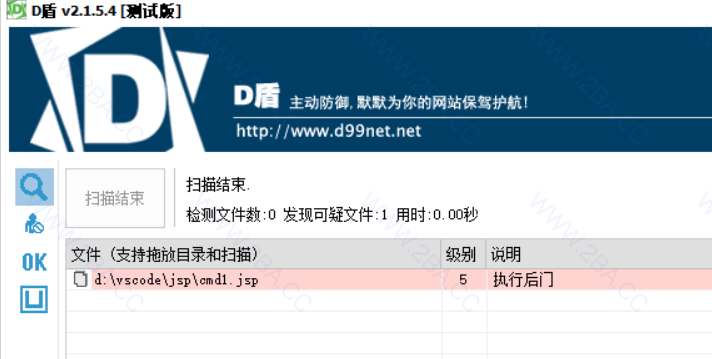 D盾 v2.1.5.4 [测试版]
D盾 主动防御,默默为你的网站保驾护航!
http://www.d99net.net
扫描结束
扫描结束.
检测文件数:0 发现可疑文件:1 用时:0.00秒
文件 (支持拖放目录和扫描) 级别 说明
d:\vscode\jsp\cmd1.jsp 5 执行后门
OK
WWW.2BA.CC